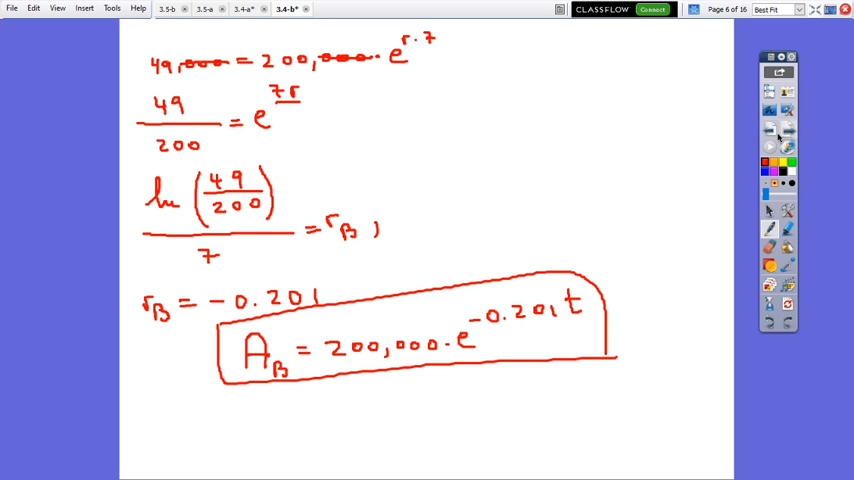 File Edit View Insert Tools Help 3.5-b 3.5-a 3.4-a* 3.4-b* CLASSFLOW Connect Page 6 of 16 Best Fit
49,000 = 200,000 · e^(r·7)
49/200 = e^(7r)
ln(49/200)/7 = r_B,
r_B = -0.201
A_B = 200,000 · e^(-0.201t)